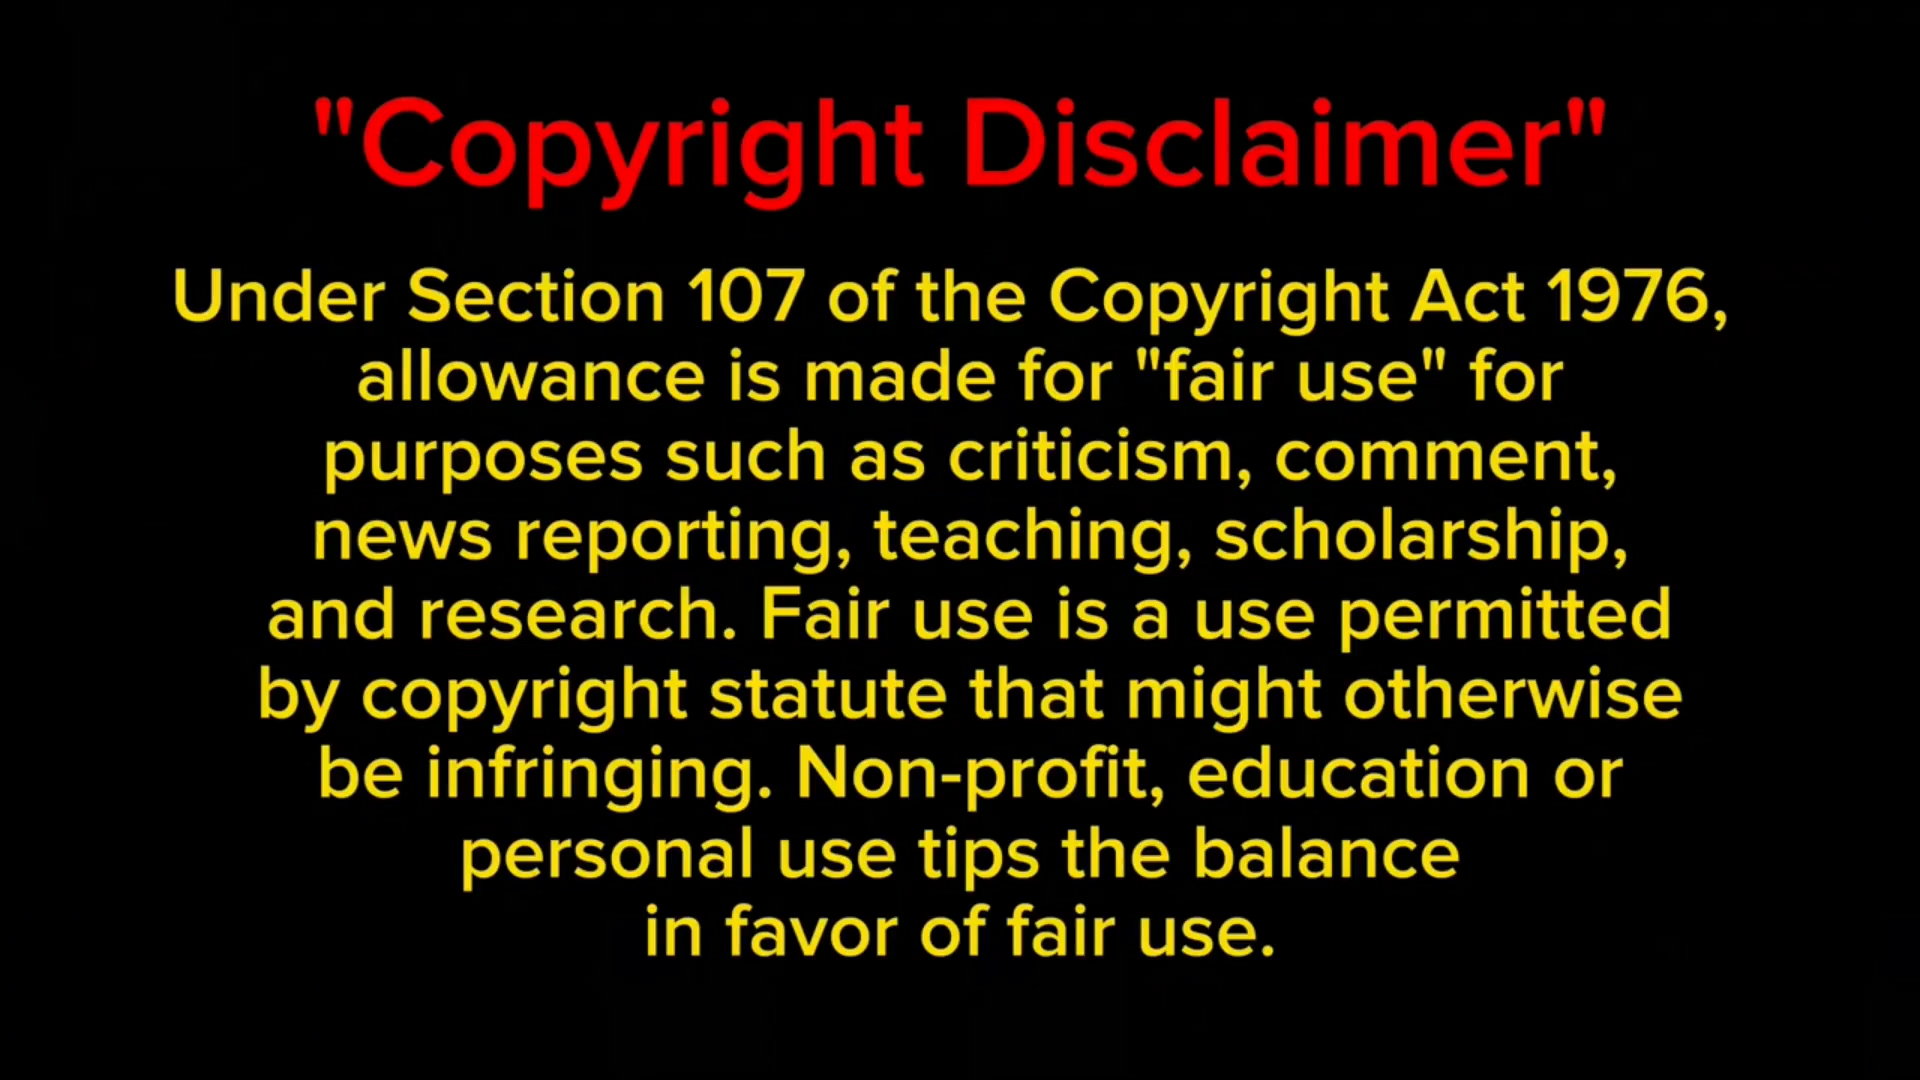 "Copyright Disclaimer"
Under Section 107 of the Copyright Act 1976,
allowance is made for "fair use" for
purposes such as criticism, comment,
news reporting, teaching, scholarship,
and research. Fair use is a use permitted
by copyright statute that might otherwise
be infringing. Non-profit, education or
personal use tips the balance
in favor of fair use.